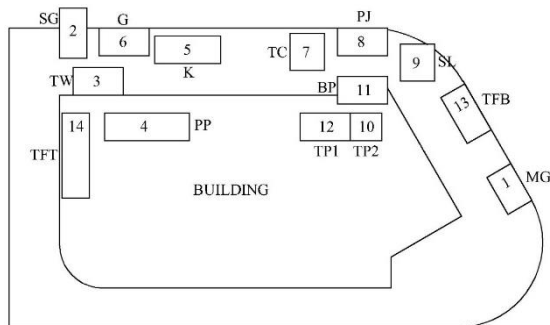 SG 2
G
6
5
K
TC 7
PJ
8
9 SL
TW 3
BP 11
13 TFB
14
TFT
4 PP
12 10
TP1 TP2
1 MG
BUILDING